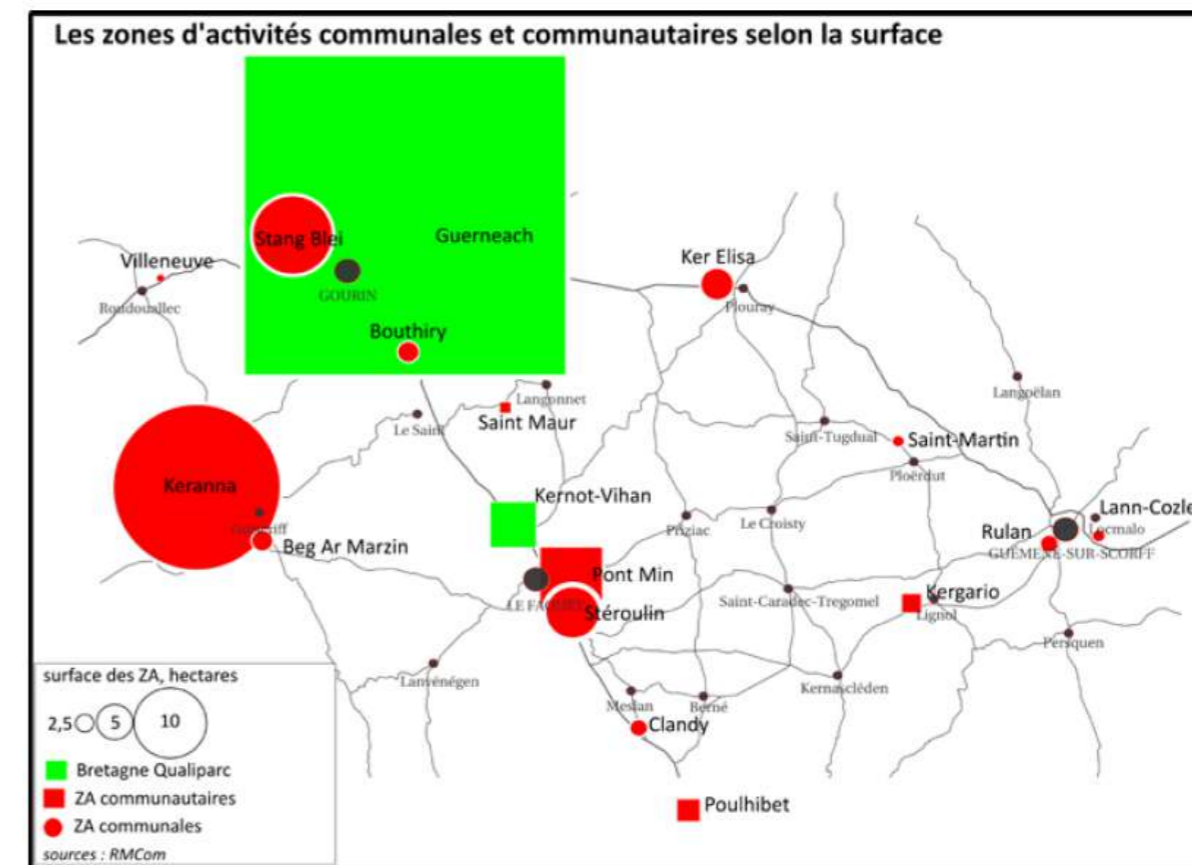 Les zones d'activités communales et communautaires selon la surface
Stang Blei
Guerneach
Villeneuve
Roudouallec
GOURIN
Bouthiry
Ker Elisa
Plouray
Langoëlan
Langonnet
Saint Maur
Le Saint
Saint-Tugdual
Saint-Martin
Ploërdut
Keranna
Beg Ar Marzin
Kernot-Vihan
Priziac
Le Croisty
Lann-Cozle
Locmalo
Rulan
GUÉMENÉ-SUR-SCORFF
Pont Min
LE FAOUËT
Stéroulin
Saint-Caradec-Tregomel
Kergario
Lignol
Persquen
Lanvénégen
Kernascléden
Meslan
Berné
Clandy
Poulhibet
surface des ZA, hectares
2,5 5 10
Bretagne Qualiparc
ZA communautaires
ZA communales
sources : RMCom